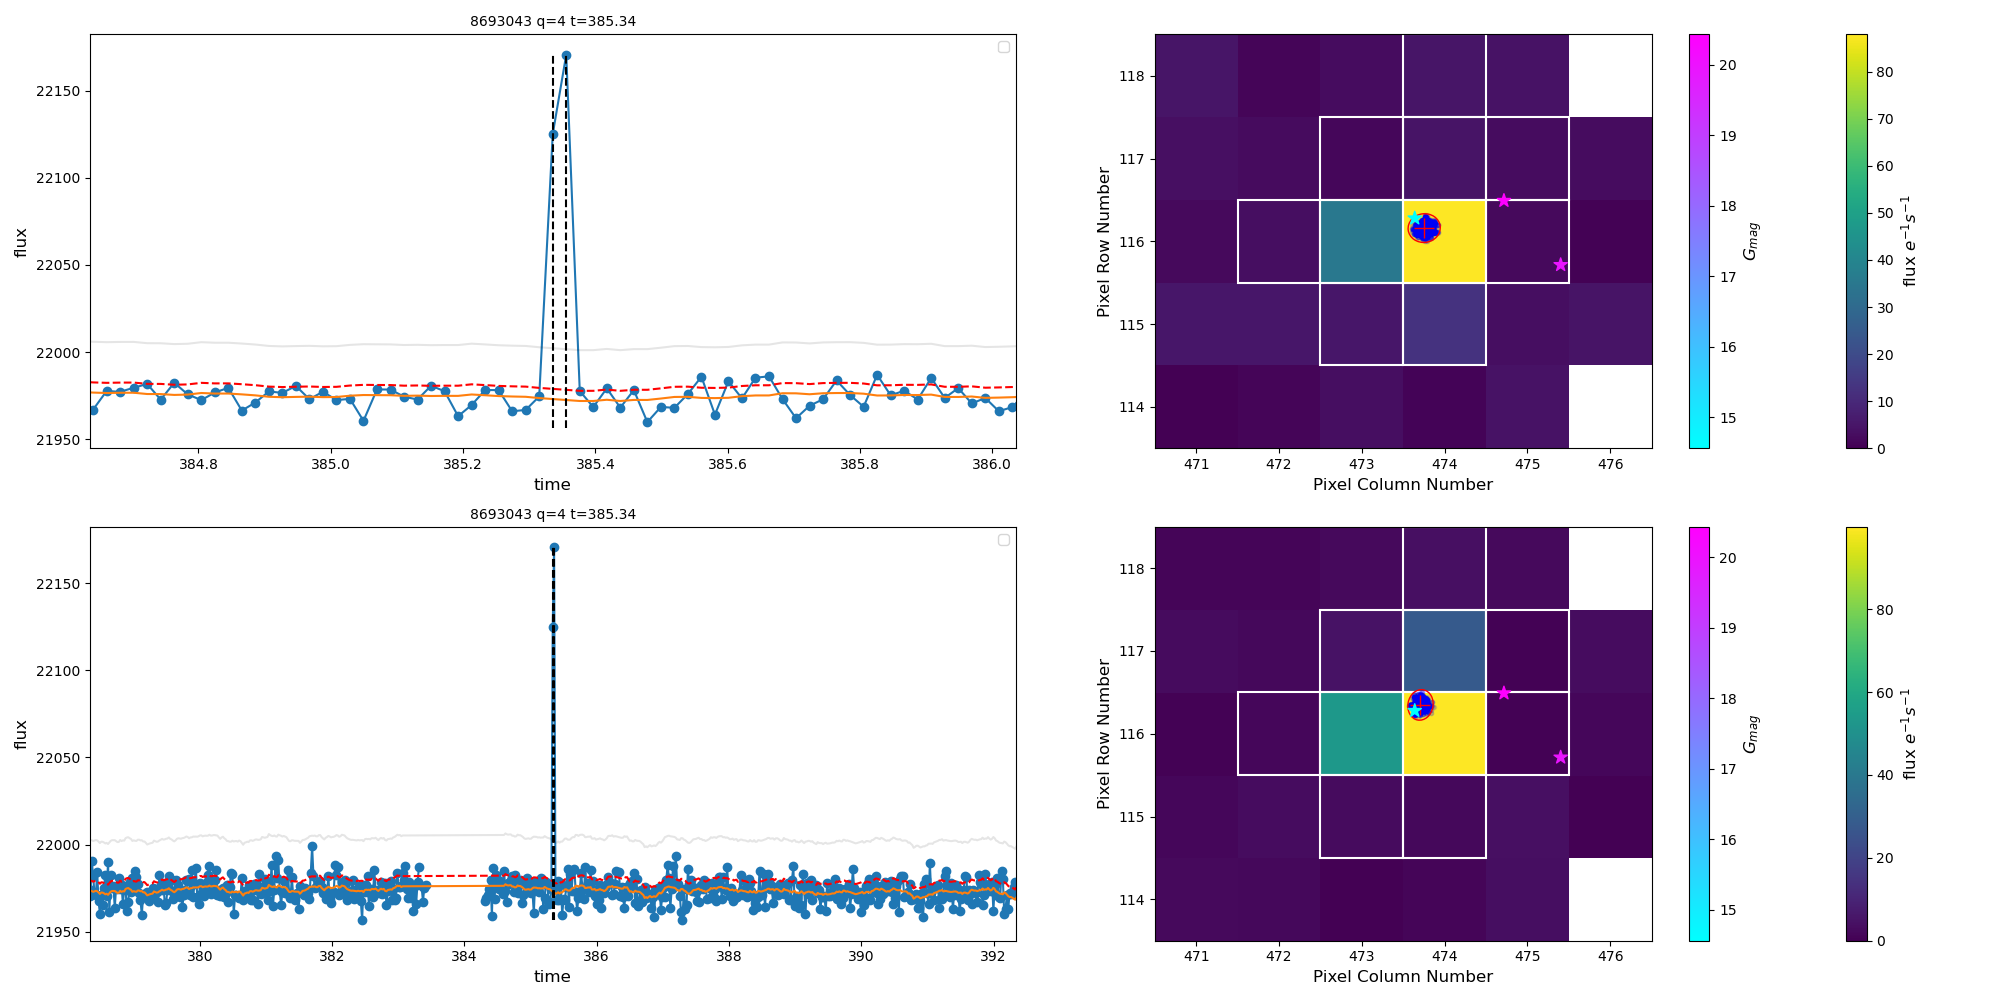 8693043 q=4 t=385.34
flux
22150
22100
22050
22000
21950
384.8 385.0 385.2 385.4 385.6 385.8 386.0
time
Pixel Row Number
118
117
116
115
114
471 472 473 474 475 476
Pixel Column Number
20
19
18
17
16
15
G_mag
80
70
60
50
40
30
20
10
0
flux e^{-1}s^{-1}
8693043 q=4 t=385.34
flux
22150
22100
22050
22000
21950
380 382 384 386 388 390 392
time
Pixel Row Number
118
117
116
115
114
471 472 473 474 475 476
Pixel Column Number
20
19
18
17
16
15
G_mag
80
60
40
20
0
flux e^{-1}s^{-1}